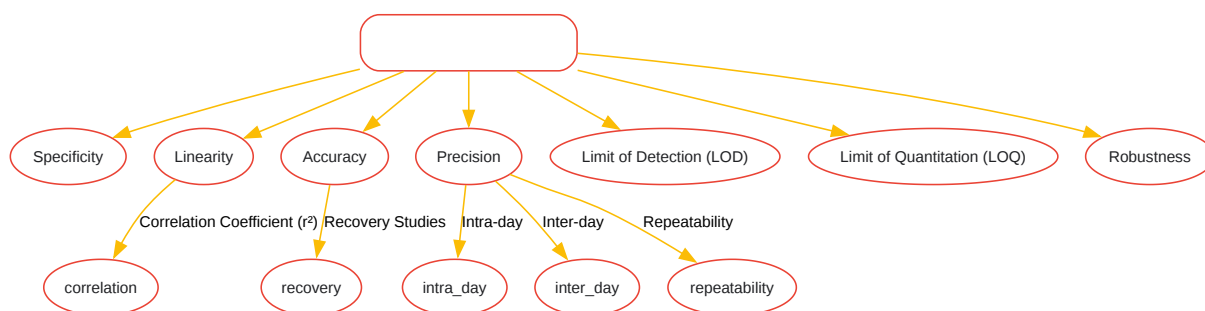 Specificity
Linearity
Accuracy
Precision
Limit of Detection (LOD)
Limit of Quantitation (LOQ)
Robustness
Correlation Coefficient (r²)
Recovery Studies
Intra-day
Inter-day
Repeatability
correlation
recovery
intra_day
inter_day
repeatability